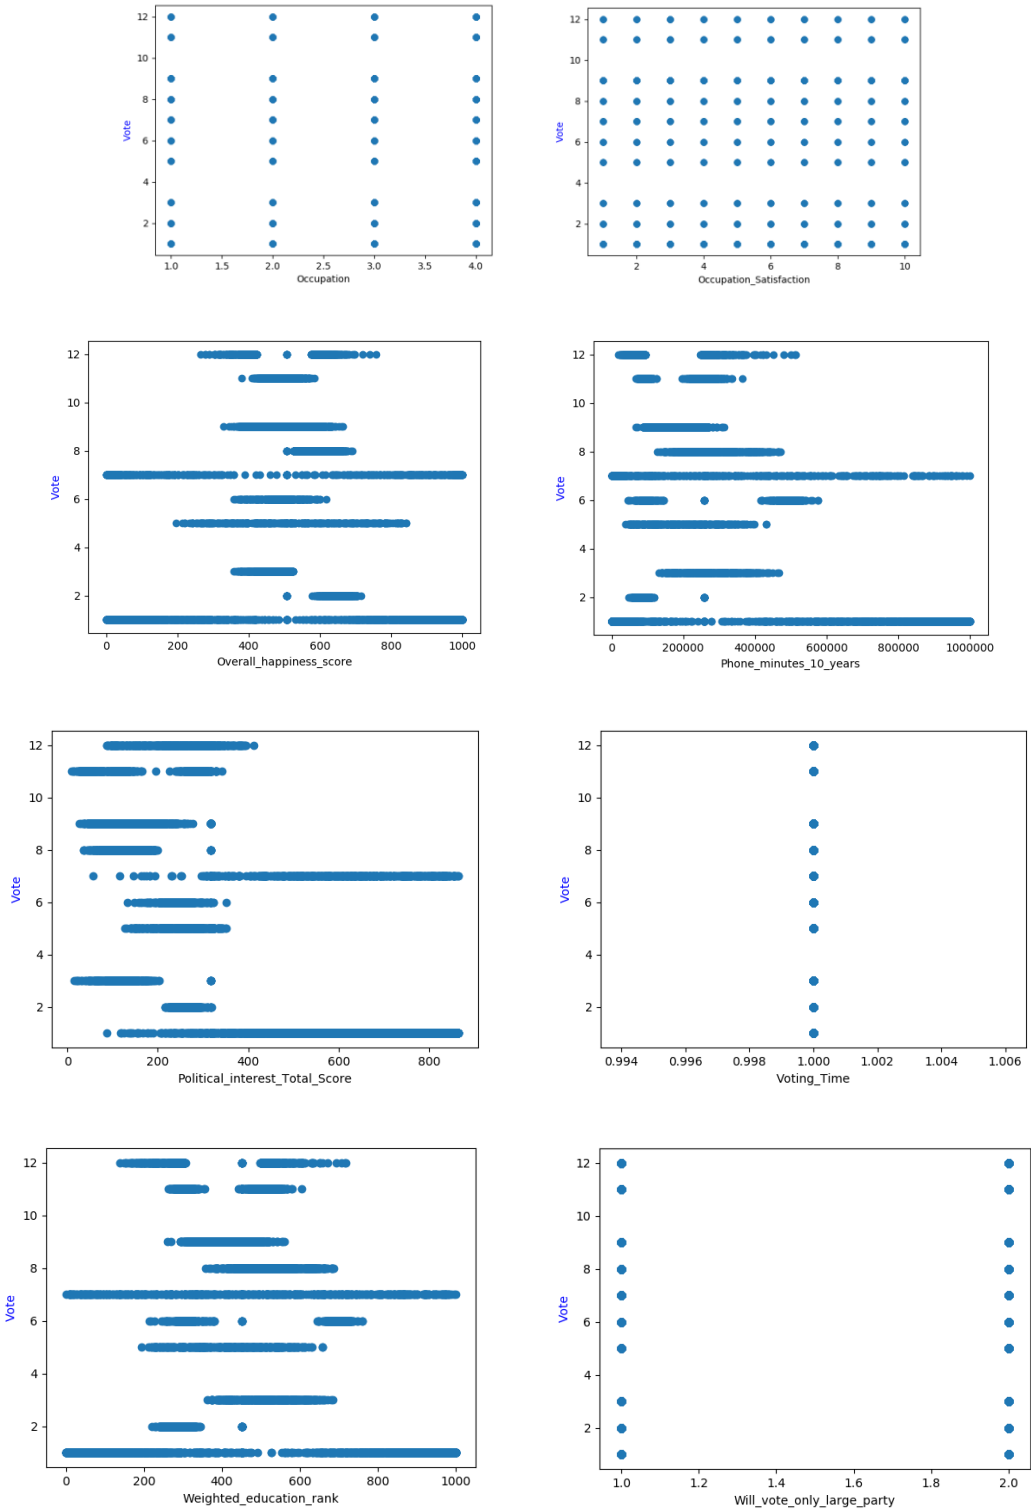 12
10
8
6
4
2
Vote
1.0 1.5 2.0 2.5 3.0 3.5 4.0
Occupation
12
10
8
6
4
2
Vote
2 4 6 8 10
Occupation_Satisfaction
12
10
8
6
4
2
Vote
0 200 400 600 800 1000
Overall_happiness_score
12
10
8
6
4
2
Vote
0 200000 400000 600000 800000 1000000
Phone_minutes_10_years
12
10
8
6
4
2
Vote
0 200 400 600 800
Political_interest_Total_Score
12
10
8
6
4
2
Vote
0.994 0.996 0.998 1.000 1.002 1.004 1.006
Voting_Time
12
10
8
6
4
2
Vote
0 200 400 600 800 1000
Weighted_education_rank
12
10
8
6
4
2
Vote
1.0 1.2 1.4 1.6 1.8 2.0
Will_vote_only_large_party